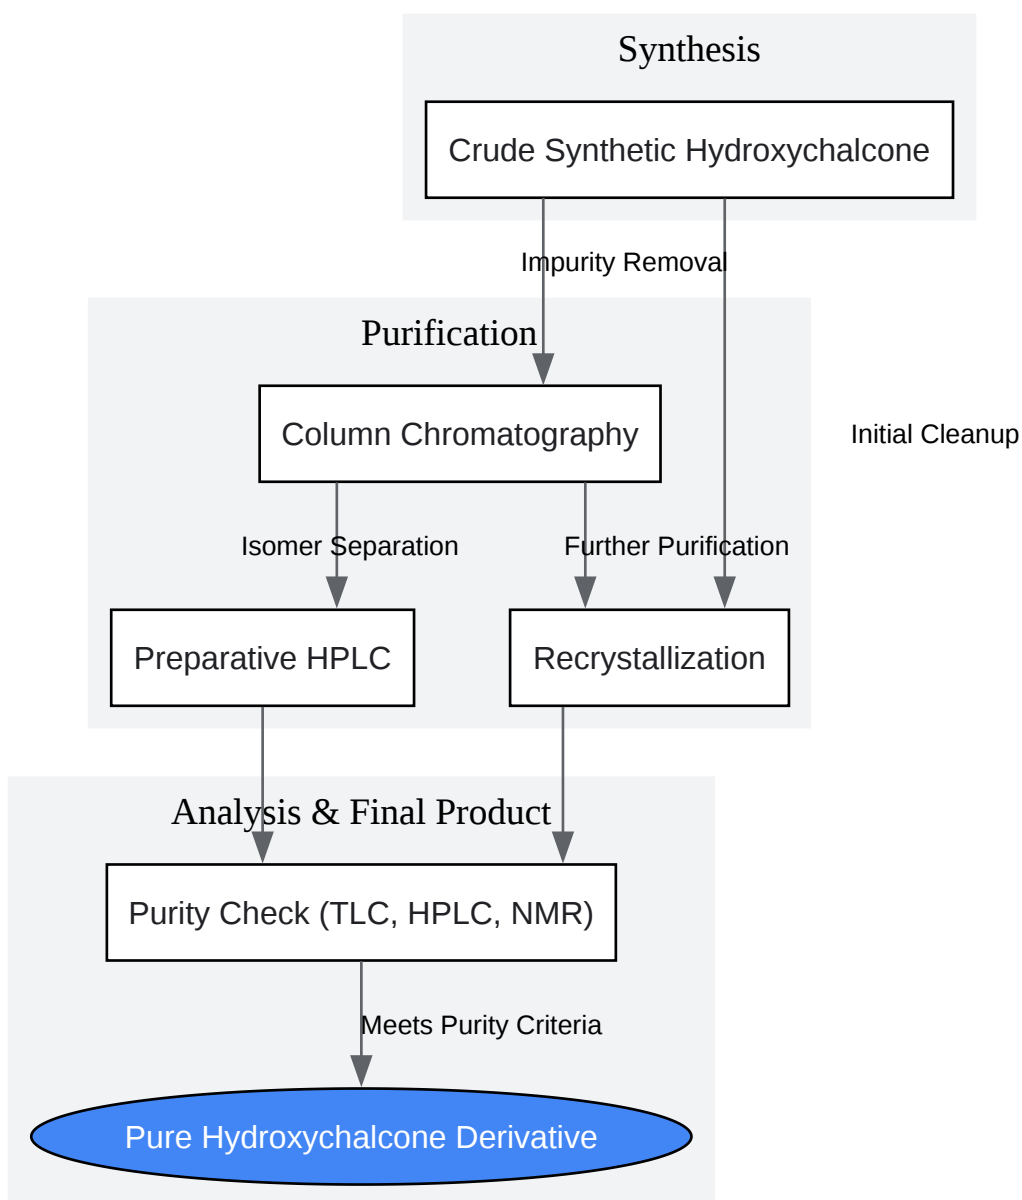 Synthesis
Crude Synthetic Hydroxychalcone
Impurity Removal
Purification
Column Chromatography
Initial Cleanup
Isomer Separation
Further Purification
Preparative HPLC
Recrystallization
Analysis & Final Product
Purity Check (TLC, HPLC, NMR)
Meets Purity Criteria
Pure Hydroxychalcone Derivative